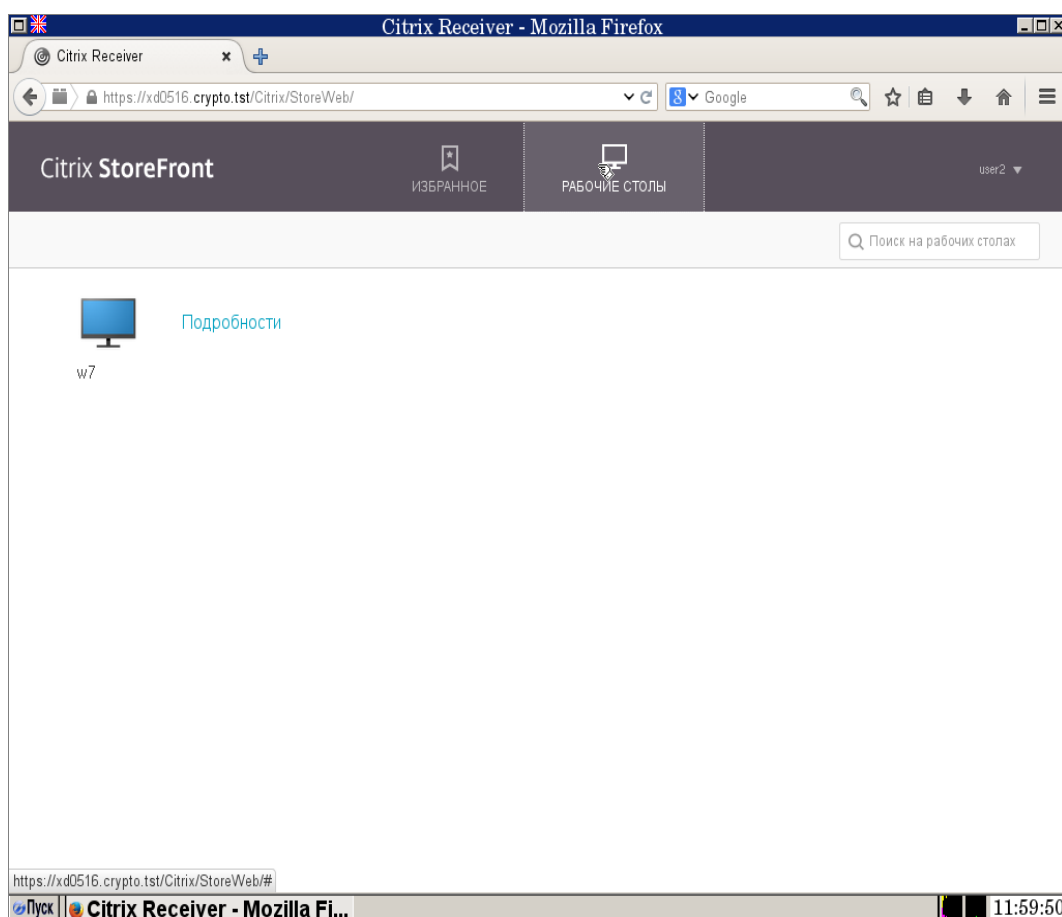 Citrix Receiver - Mozilla Firefox
Citrix Receiver
https://xd0516.crypto.tst/Citrix/StoreWeb/
8
Google
Citrix StoreFront
ИЗБРАННОЕ
РАБОЧИЕ СТОЛЫ
user2
Поиск на рабочих столах
Подробности
w7
https://xd0516.crypto.tst/Citrix/StoreWeb/#
Пуск
Citrix Receiver - Mozilla Fi...
11:59:50